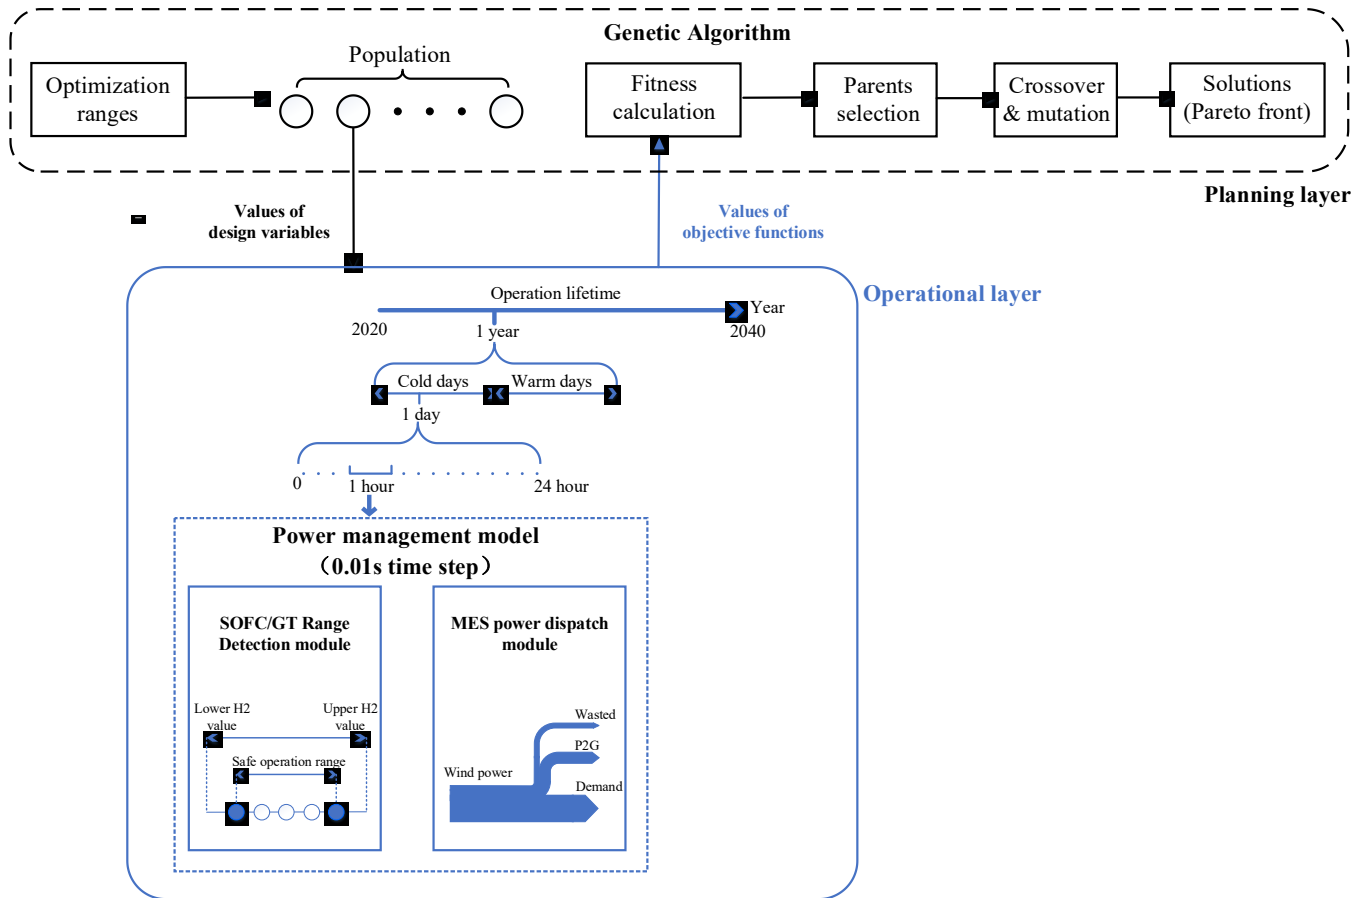 Genetic Algorithm
Population
Optimization
ranges
Fitness
calculation
Parents
selection
Crossover
& mutation
Solutions
(Pareto front)
Planning layer
Values of
design variables
Values of
objective functions
Operational layer
Operation lifetime
Year
2020
1 year
2040
Cold days
Warm days
1 day
0
1 hour
24 hour
Power management model
（0.01s time step）
SOFC/GT Range
Detection module
MES power dispatch
module
Lower H2
value
Upper H2
value
Safe operation range
Wasted
P2G
Wind power
Demand